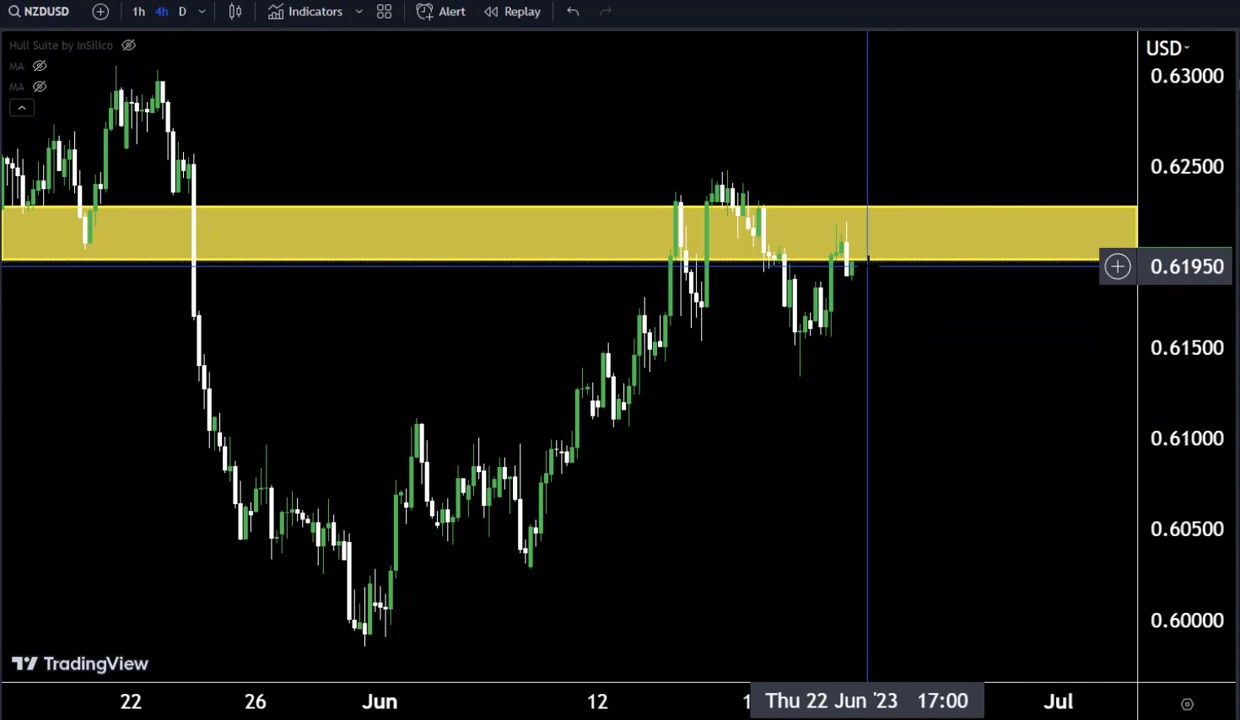 NZDUSD 1h 4h D Indicators Alert Replay
Hull Suite by InSilico
MA
MA
USD
0.63000
0.62500
0.61950
0.61500
0.61000
0.60500
0.60000
TradingView
22 26 Jun 12 1 Thu 22 Jun '23 17:00 Jul